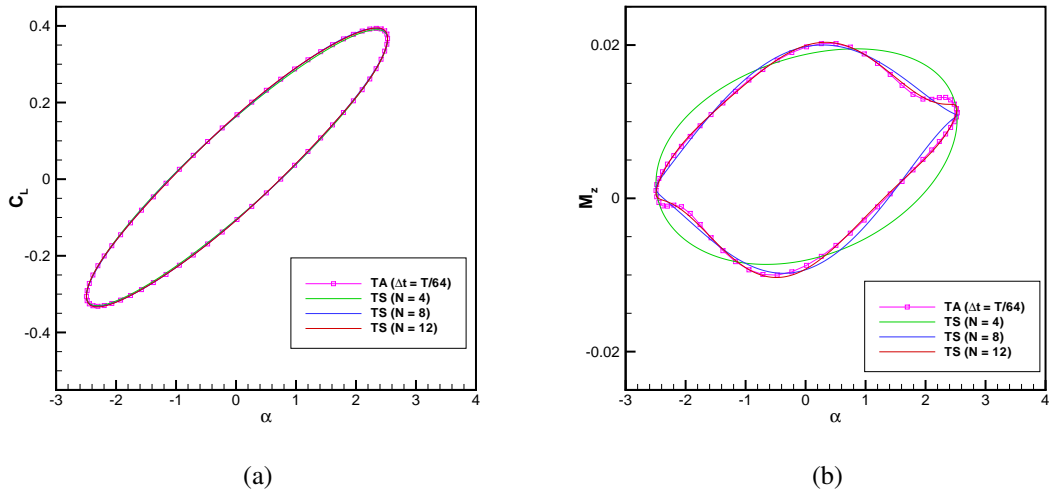 0.4
0.2
0
-0.2
-0.4
C_L
-3 -2 -1 0 1 2 3 4
α
TA (Δt = T/64)
TS (N = 4)
TS (N = 8)
TS (N = 12)
(a)
0.02
0
-0.02
M_z
-3 -2 -1 0 1 2 3 4
α
TA (Δt = T/64)
TS (N = 4)
TS (N = 8)
TS (N = 12)
(b)